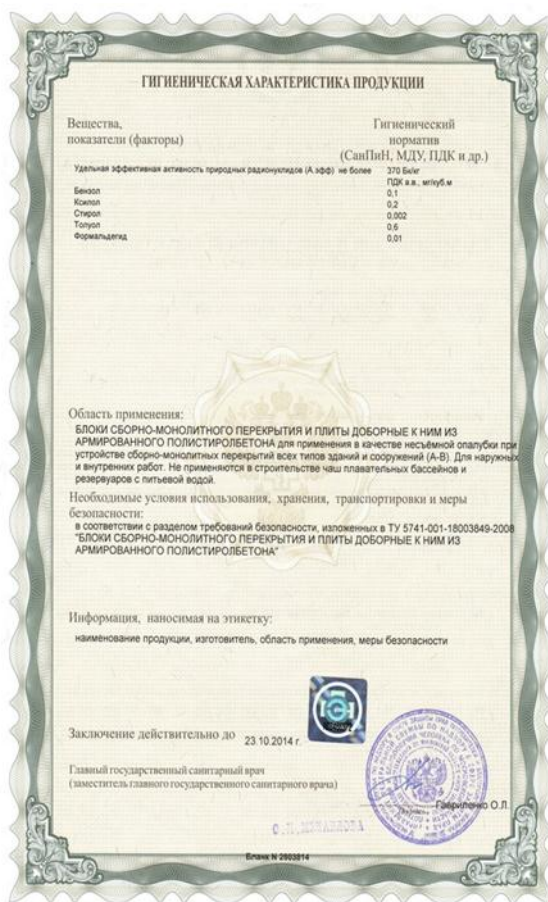 ГИГИЕНИЧЕСКАЯ ХАРАКТЕРИСТИКА ПРОДУКЦИИ
Вещества,
показатели (факторы)
Гигиенический
норматив
(СанПиН, МДУ, ПДК и др.)
Удельная эффективная активность природных радионуклидов (А эфф) не более 370 Бк/кг
ПДК а.в., мг/куб.м
Бензол 0,1
Ксилол 0,2
Стирол 0,002
Толуол 0,6
Формальдегид 0,01
Область применения:
БЛОКИ СБОРНО-МОНОЛИТНОГО ПЕРЕКРЫТИЯ И ПЛИТЫ ДОБОРНЫЕ К НИМ ИЗ
АРМИРОВАННОГО ПОЛИСТИРОЛБЕТОНА для применения в качестве несъёмной опалубки при
устройстве сборно-монолитных перекрытий всех типов зданий и сооружений (А-В). Для наружных
и внутренних работ. Не применяются в строительстве чаш плавательных бассейнов и
резервуаров с питьевой водой.
Необходимые условия использования, хранения, транспортировки и меры
безопасности:
в соответствии с разделом требований безопасности, изложенных в ТУ 5741-001-18003849-2008
"БЛОКИ СБОРНО-МОНОЛИТНОГО ПЕРЕКРЫТИЯ И ПЛИТЫ ДОБОРНЫЕ К НИМ ИЗ
АРМИРОВАННОГО ПОЛИСТИРОЛБЕТОНА"
Информация, наносимая на этикетку:
наименование продукции, изготовитель, область применения, меры безопасности
Заключение действительно до 23.10.2014 г.
Главный государственный санитарный врач
(заместитель главного государственного санитарного врача)
Гавриленко О.Л.
Бланк N 2803814